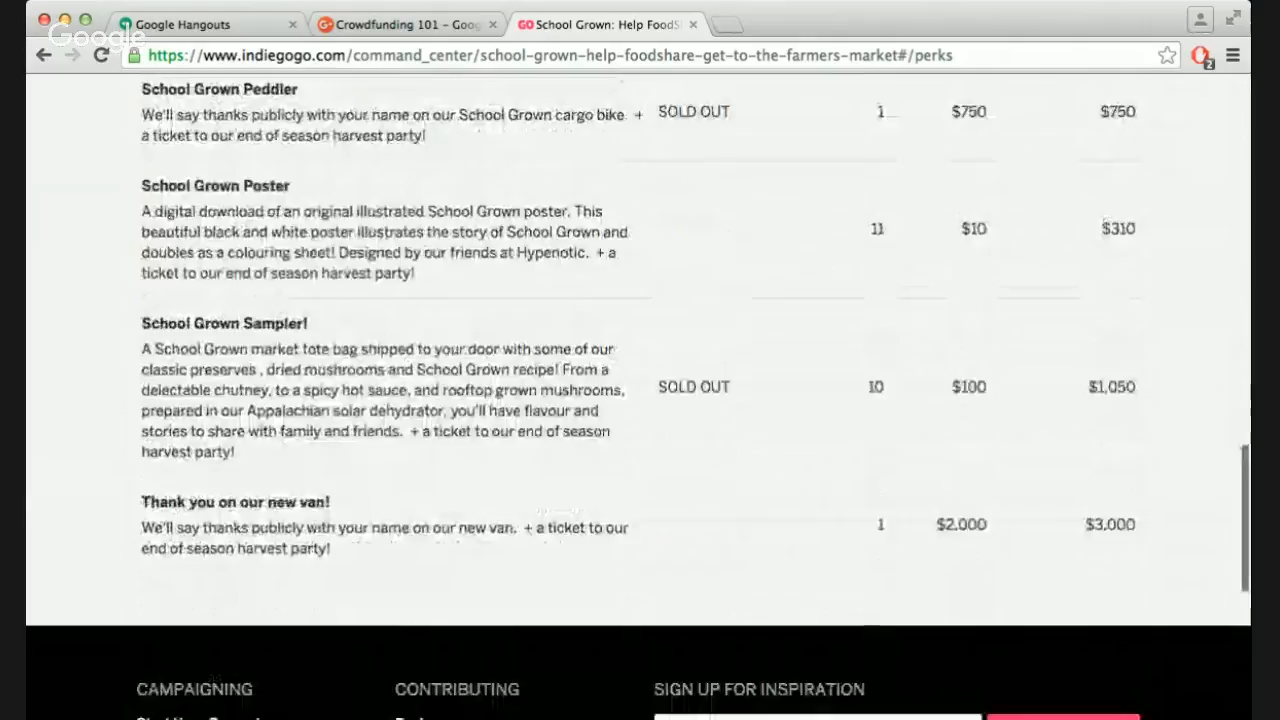 Google Hangouts
Crowdfunding 101 - Goog
GO School Grown: Help FoodS
Google
https://www.indiegogo.com/command_center/school-grown-help-foodshare-get-to-the-farmers-market#/perks
2
School Grown Peddler
We'll say thanks publicly with your name on our School Grown cargo bike. + SOLD OUT 1 $750 $750
a ticket to our end of season harvest party!
School Grown Poster
A digital download of an original illustrated School Grown poster. This
beautiful black and white poster illustrates the story of School Grown and 11 $10 $310
doubles as a colouring sheet! Designed by our friends at Hypenotic. + a
ticket to our end of season harvest party!
School Grown Sampler!
A School Grown market tote bag shipped to your door with some of our
classic preserves , dried mushrooms and School Grown recipe! From a
delectable chutney, to a spicy hot sauce, and rooftop grown mushrooms, SOLD OUT 10 $100 $1,050
prepared in our Appalachian solar dehydrator, you'll have flavour and
stories to share with family and friends. + a ticket to our end of season
harvest party!
Thank you on our new van!
We'll say thanks publicly with your name on our new van. + a ticket to our 1 $2,000 $3,000
end of season harvest party!
CAMPAIGNING CONTRIBUTING SIGN UP FOR INSPIRATION